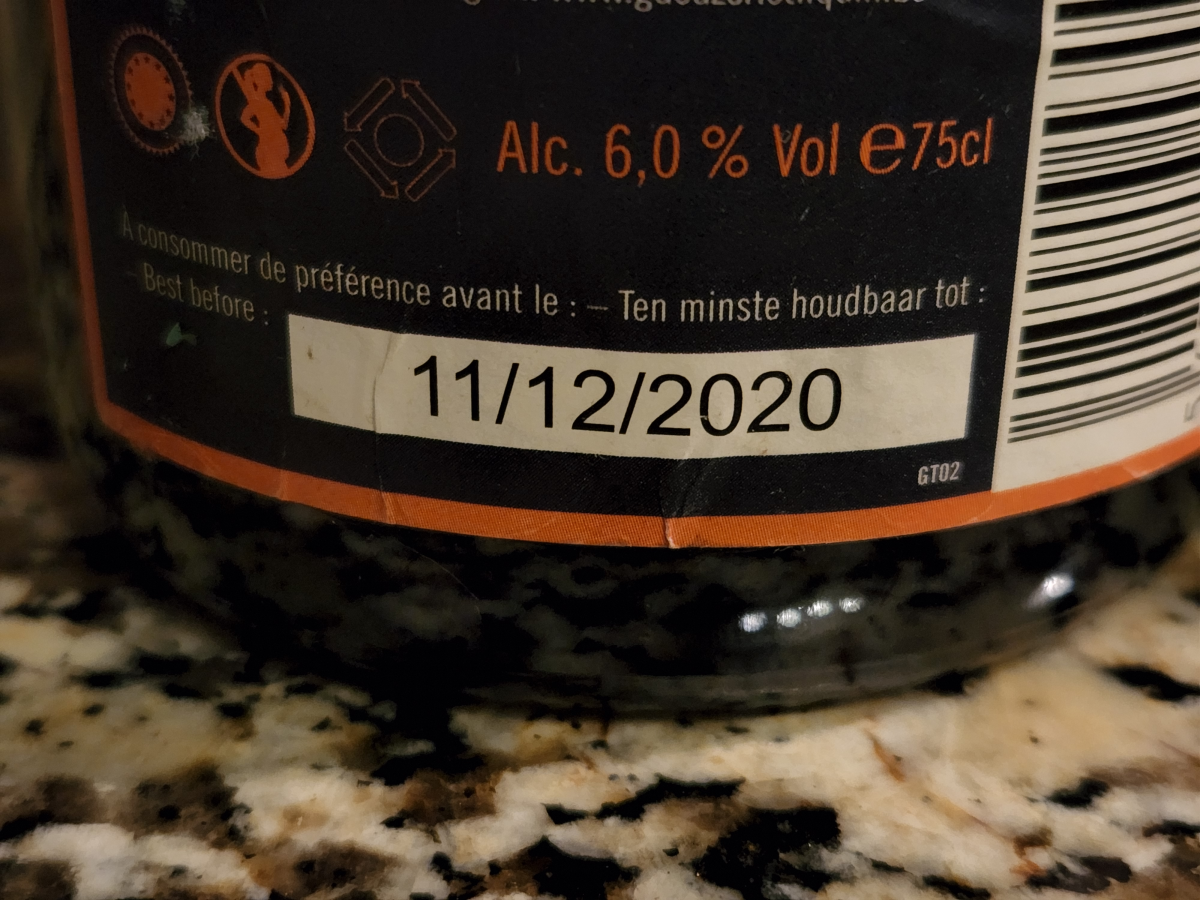 Alc. 6,0 % Vol e75cl
A consommer de préférence avant le : – Ten minste houdbaar tot :
– Best before :
11/12/2020
GT02